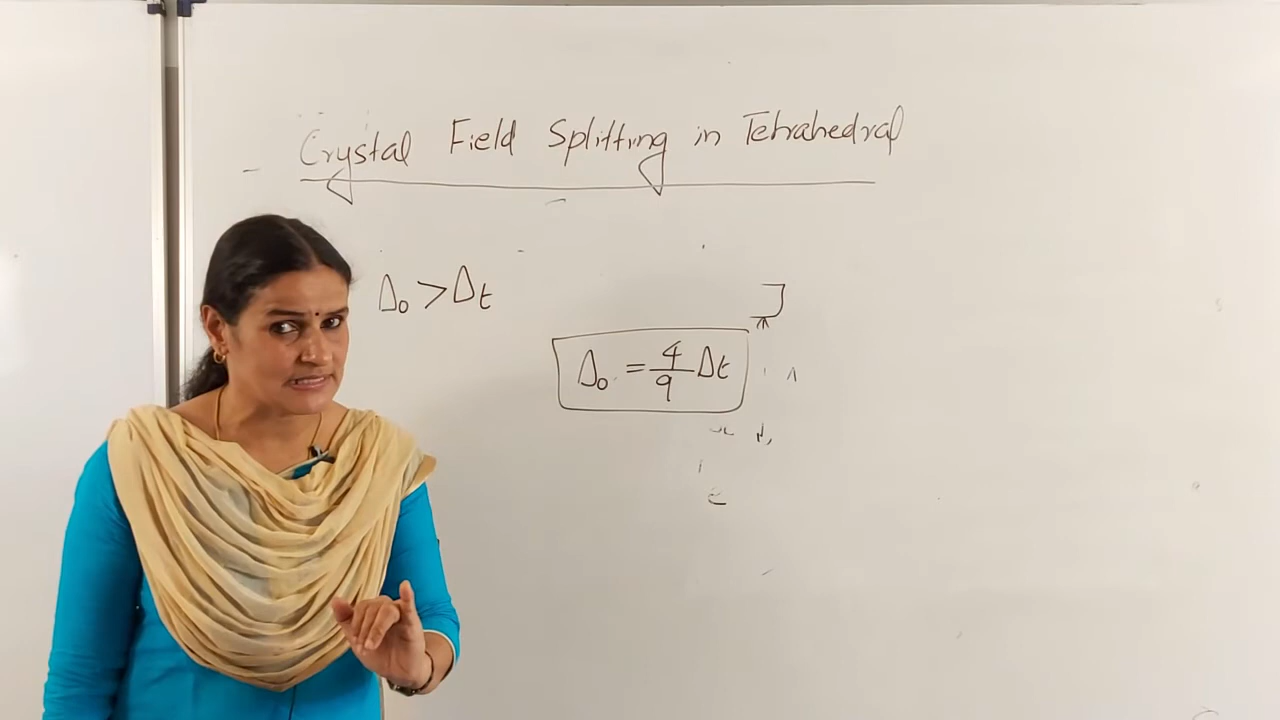 Crystal Field Splitting in Tetrahedral
Δo > Δt
Δo = 4/9 Δt